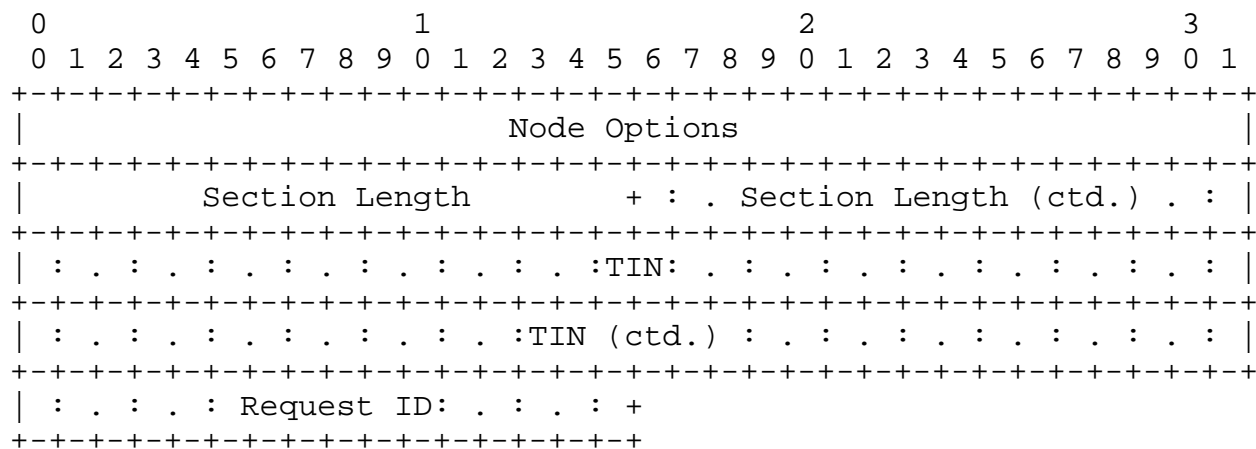 0                   1                   2                   3
 0 1 2 3 4 5 6 7 8 9 0 1 2 3 4 5 6 7 8 9 0 1 2 3 4 5 6 7 8 9 0 1
+-+-+-+-+-+-+-+-+-+-+-+-+-+-+-+-+-+-+-+-+-+-+-+-+-+-+-+-+-+-+-+-+
|                         Node Options                          |
+-+-+-+-+-+-+-+-+-+-+-+-+-+-+-+-+-+-+-+-+-+-+-+-+-+-+-+-+-+-+-+-+
|         Section Length        + : . Section Length (ctd.) . : |
+-+-+-+-+-+-+-+-+-+-+-+-+-+-+-+-+-+-+-+-+-+-+-+-+-+-+-+-+-+-+-+-+
| : . : . : . : . : . : . : . :TIN: . : . : . : . : . : . : . : |
+-+-+-+-+-+-+-+-+-+-+-+-+-+-+-+-+-+-+-+-+-+-+-+-+-+-+-+-+-+-+-+-+
| : . : . : . : . : . : . :TIN (ctd.) : . : . : . : . : . : . : |
+-+-+-+-+-+-+-+-+-+-+-+-+-+-+-+-+-+-+-+-+-+-+-+-+-+-+-+-+-+-+-+-+
| : . : . : Request ID: . : . : +
+-+-+-+-+-+-+-+-+-+-+-+-+-+-+-+-+